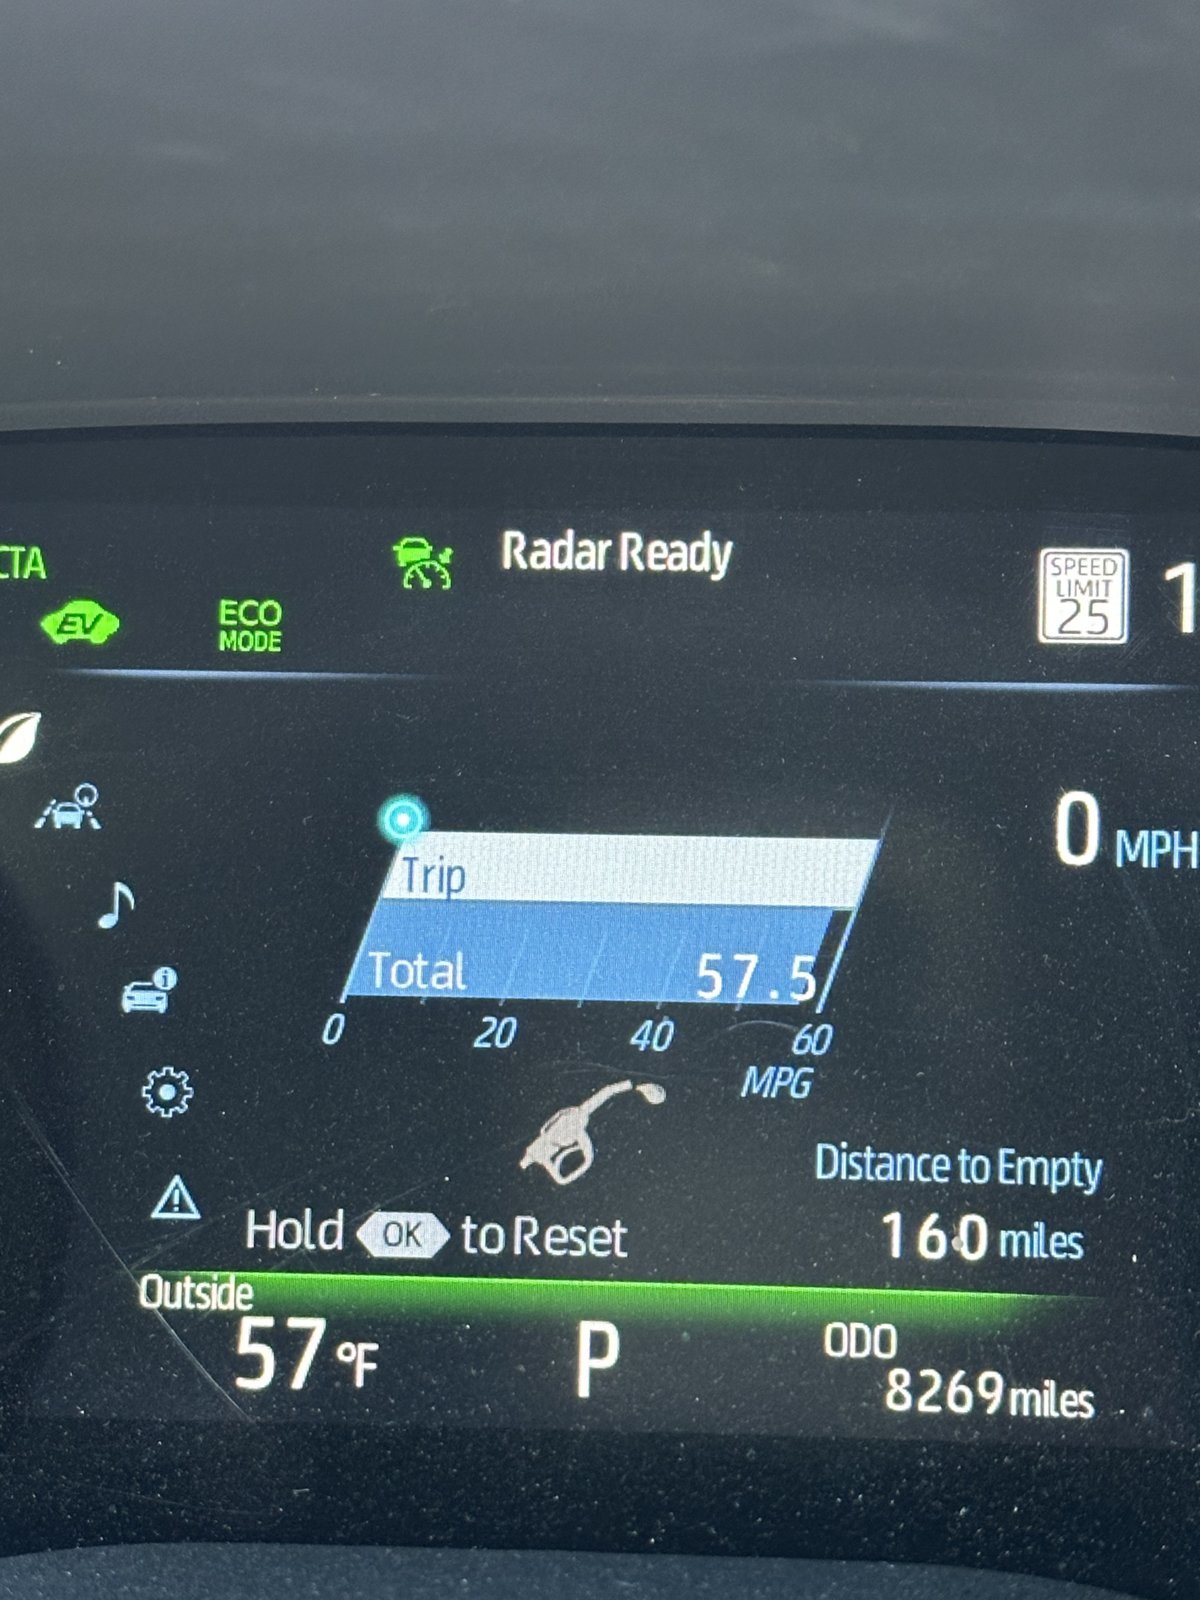 CTA
Radar Ready
SPEED
LIMIT
25
EV
ECO
MODE
0 MPH
Trip
Total 57.5
0 20 40 60
MPG
Distance to Empty
160 miles
Hold OK to Reset
Outside
57 °F
P
ODO
8269 miles